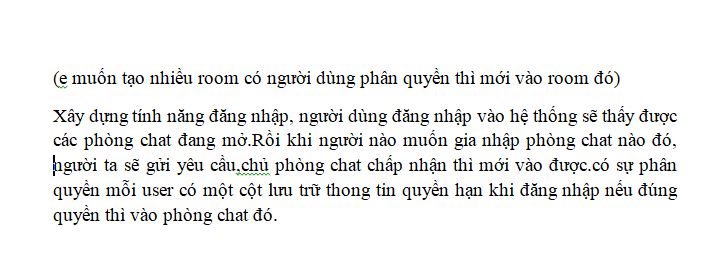 (e muốn tạo nhiều room có người dùng phân quyền thì mới vào room đó)
Xây dựng tính năng đăng nhập, người dùng đăng nhập vào hệ thống sẽ thấy được
các phòng chat đang mở.Rồi khi người nào muốn gia nhập phòng chat nào đó,
người ta sẽ gửi yêu cầu,chủ phòng chat chấp nhận thì mới vào được.có sự phân
quyền mỗi user có một cột lưu trữ thong tin quyền hạn khi đăng nhập nếu đúng
quyền thì vào phòng chat đó.